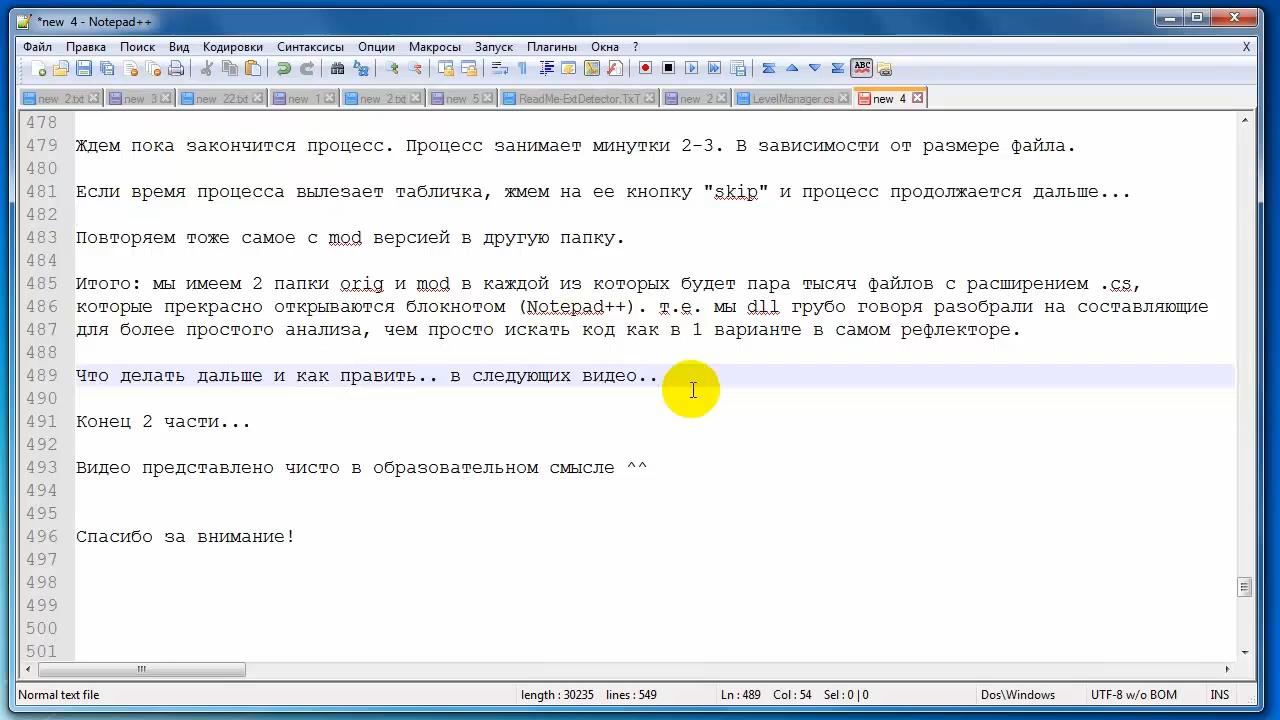 *new 4 - Notepad++
Файл Правка Поиск Вид Кодировки Синтаксисы Опции Макросы Запуск Плагины Окна ? X
new 2.txt new 3 new 22.txt new 1 new 2.txt new 5 ReadMe-ExtDetector.TxT new 2 LevelManager.cs new 4
478
479 Ждем пока закончится процесс. Процесс занимает минутки 2-3. В зависимости от размере файла.
480
481 Если время процесса вылезает табличка, жмем на ее кнопку "skip" и процесс продолжается дальше...
482
483 Повторяем тоже самое с mod версией в другую папку.
484
485 Итого: мы имеем 2 папки orig и mod в каждой из которых будет пара тысяч файлов с расширением .cs,
486 которые прекрасно открываются блокнотом (Notepad++). т.е. мы dll грубо говоря разобрали на составляющие
487 для более простого анализа, чем просто искать код как в 1 варианте в самом рефлекторе.
488
489 Что делать дальше и как править.. в следующих видео..
490
491 Конец 2 части...
492
493 Видео представлено чисто в образовательном смысле ^^
494
495
496 Спасибо за внимание!
497
498
499
500
501
Normal text file length : 30235 lines : 549 Ln : 489 Col : 54 Sel : 0 | 0 Dos\Windows UTF-8 w/o BOM INS